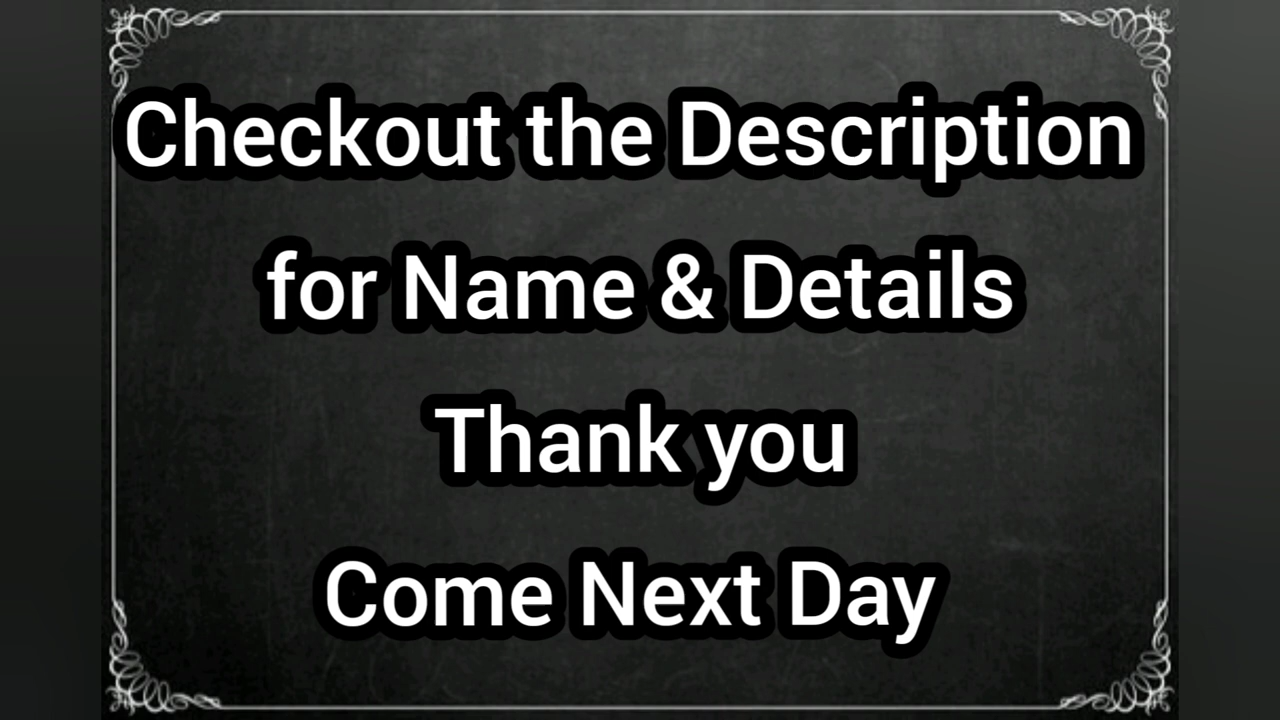 Checkout the Description
for Name & Details
Thank you
Come Next Day